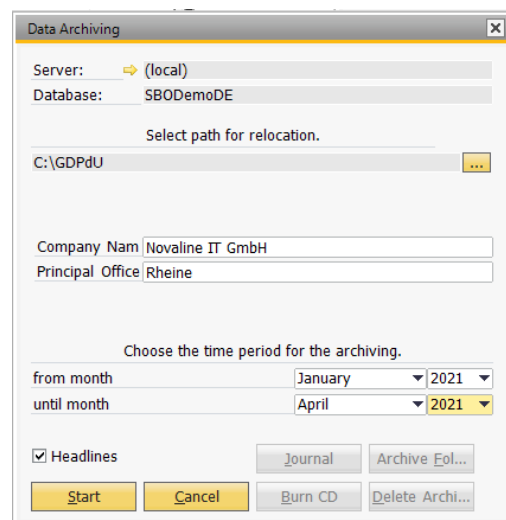 Data Archiving
Server: (local)
Database: SBODemoDE
Select path for relocation.
C:\GDPdU ...
Company Nam Novaline IT GmbH
Principal Office Rheine
Choose the time period for the archiving.
from month January 2021
until month April 2021
Headlines Journal Archive Fol...
Start Cancel Burn CD Delete Archi...